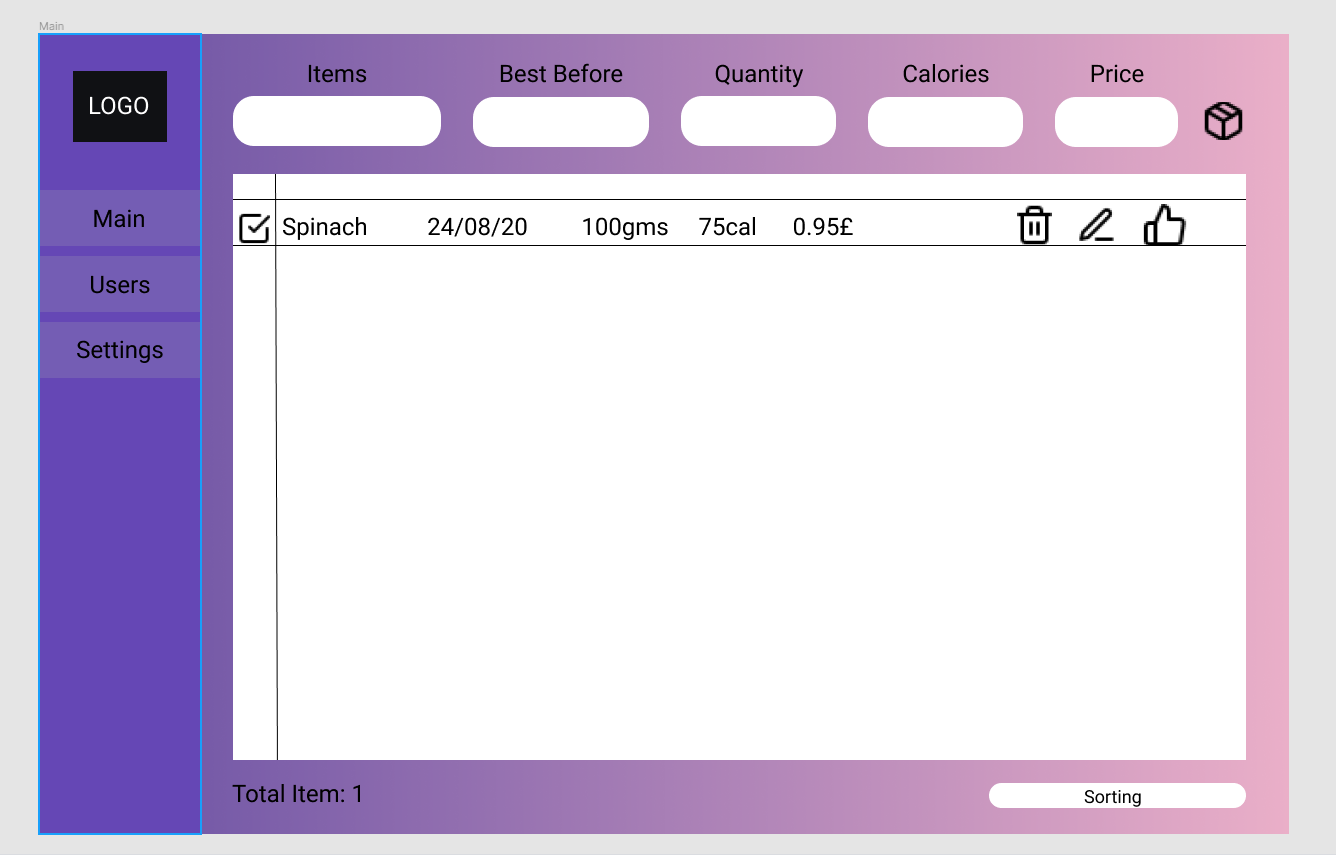 Main
LOGO
Main
Users
Settings
Items Best Before Quantity Calories Price
Spinach 24/08/20 100gms 75cal 0.95£
Total Item: 1
Sorting